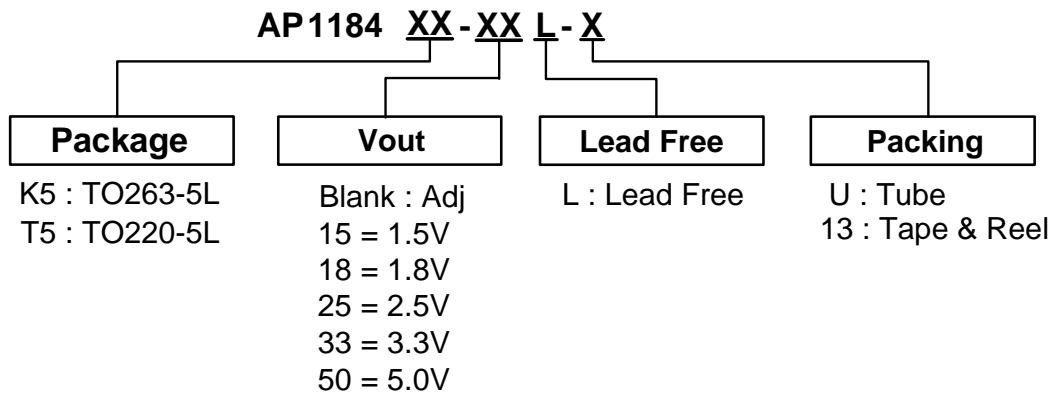 AP1184 XX - XX L - X
Package
Vout
Lead Free
Packing
K5 : TO263-5L
T5 : TO220-5L
Blank : Adj
15 = 1.5V
18 = 1.8V
25 = 2.5V
33 = 3.3V
50 = 5.0V
L : Lead Free
U : Tube
13 : Tape & Reel